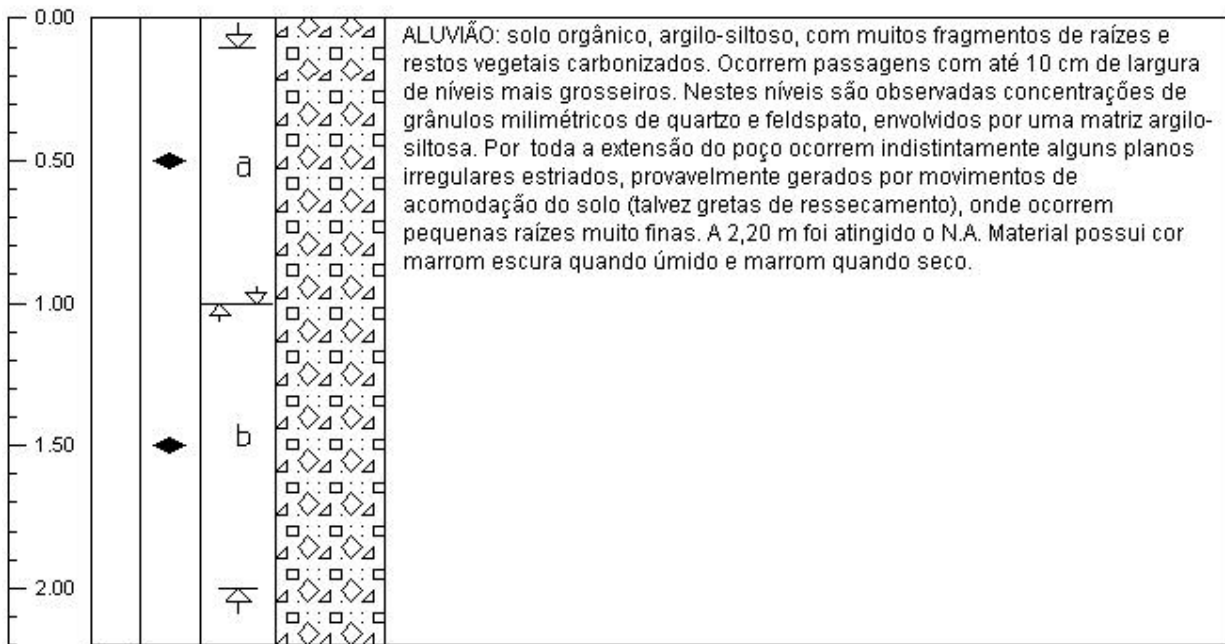 0.00
ALUVIÃO: solo orgânico, argilo-siltoso, com muitos fragmentos de raízes e
restos vegetais carbonizados. Ocorrem passagens com até 10 cm de largura
de níveis mais grosseiros. Nestes níveis são observadas concentrações de
grânulos milimétricos de quartzo e feldspato, envolvidos por uma matriz argilo-
siltosa. Por toda a extensão do poço ocorrem indistintamente alguns planos
irregulares estriados, provavelmente gerados por movimentos de
acomodação do solo (talvez gretas de ressecamento), onde ocorrem
pequenas raízes muito finas. A 2,20 m foi atingido o N.A. Material possui cor
marrom escura quando úmido e marrom quando seco.
0.50
a
1.00
1.50
b
2.00